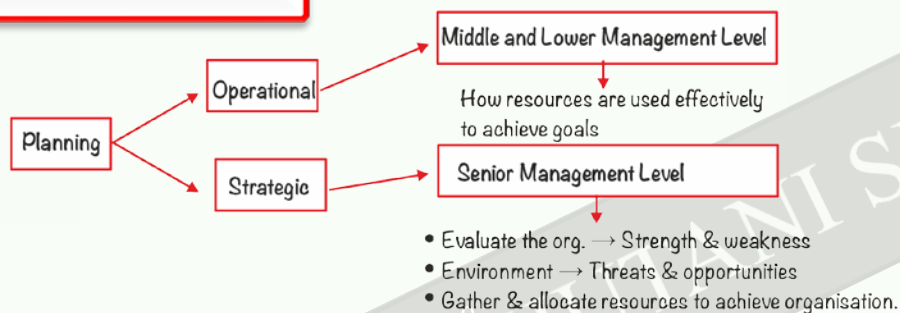 Middle and Lower Management Level
Operational
How resources are used effectively
to achieve goals
Planning
Strategic
Senior Management Level
• Evaluate the org. → Strength & weakness
• Environment → Threats & opportunities
• Gather & allocate resources to achieve organisation.